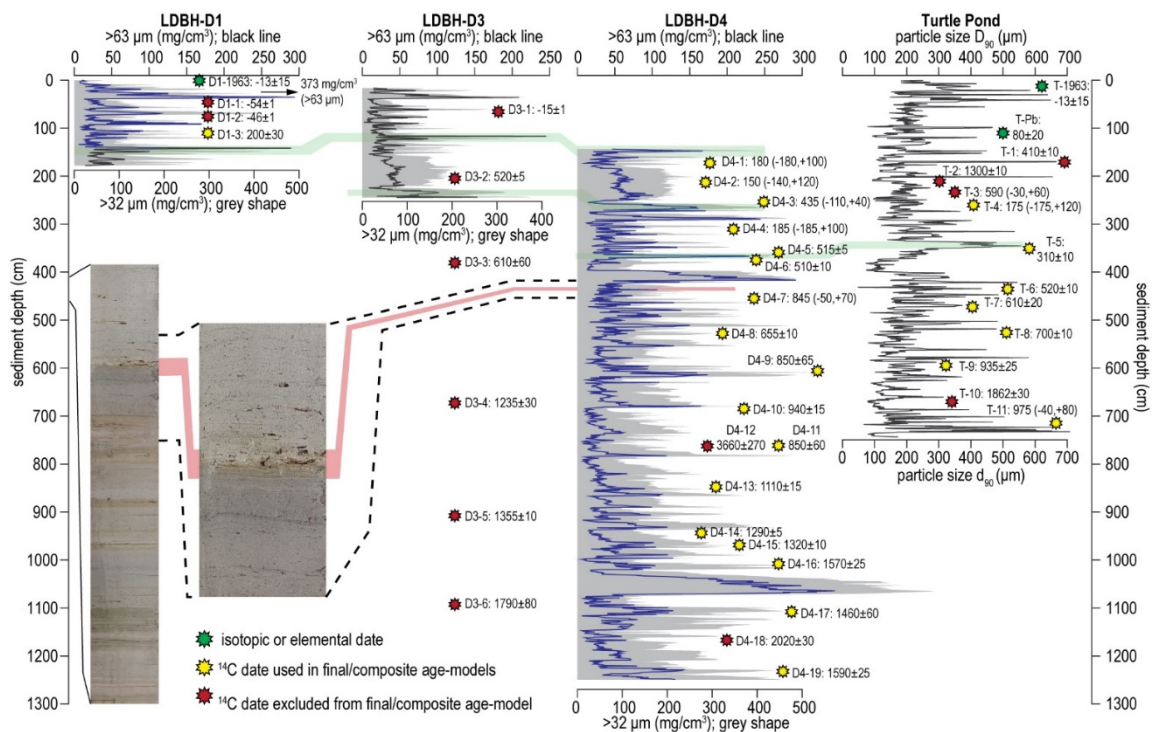 LDBH-D1
>63 µm (mg/cm³); black line
0 50 100 150 200 250 300
LDBH-D3
>63 µm (mg/cm³); black line
0 50 100 150 200
LDBH-D4
>63 µm (mg/cm³); black line
0 50 100 150 200 250 300
Turtle Pond
particle size D90 (µm)
100 200 300 400 500 600 700
0
100
200
300
400
500
600
700
800
900
1000
1100
1200
1300
sediment depth (cm)
D1-1963: -13±15
373 mg/cm³
(>63 µm)
D1-1: -54±1
D1-2: -46±1
D1-3: 200±30
0 100 200 300 400 500
>32 µm (mg/cm³); grey shape
D3-1: -15±1
D3-2: 520±5
0 100 200 300 400
>32 µm (mg/cm³); grey shape
D3-3: 610±60
D3-4: 1235±30
D3-5: 1355±10
D3-6: 1790±80
D4-1: 180 (-180,+100)
D4-2: 150 (-140,+120)
D4-3: 435 (-110,+40)
D4-4: 185 (-185,+100)
D4-5: 515±5
D4-6: 510±10
D4-7: 845 (-50,+70)
D4-8: 655±10
D4-9: 850±65
D4-10: 940±15
D4-12
3660±270
D4-11
850±60
D4-13: 1110±15
D4-14: 1290±5
D4-15: 1320±10
D4-16: 1570±25
D4-17: 1460±60
D4-18: 2020±30
D4-19: 1590±25
0 100 200 300 400 500
>32 µm (mg/cm³); grey shape
T-1963:
-13±15
T-Pb:
80±20
T-1: 410±10
T-2: 1300±10
T-3: 590 (-30,+60)
T-4: 175 (-175,+120)
T-5:
310±10
T-6: 520±10
T-7: 610±20
T-8: 700±10
T-9: 935±25
T-10: 1862±30
T-11: 975 (-40,+80)
0 100 200 300 400 500 600 700
particle size d90 (µm)
0
100
200
300
400
500
600
700
800
900
1000
1100
1200
1300
sediment depth (cm)
isotopic or elemental date
¹⁴C date used in final/composite age-models
¹⁴C date excluded from final/composite age-model